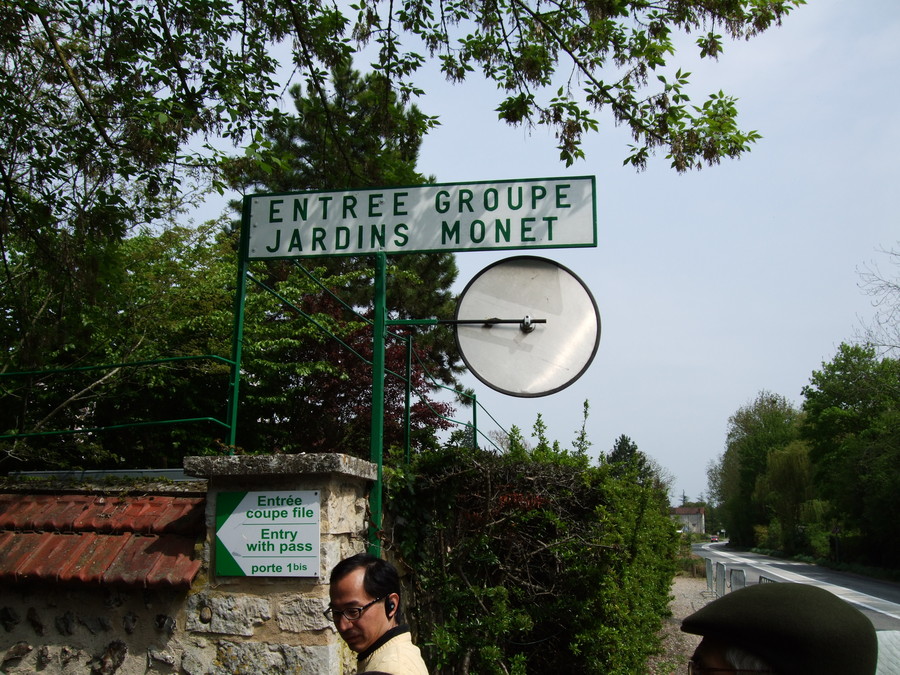 ENTREE GROUPE
JARDINS MONET
Entrée
coupe file
Entry
with pass
porte 1bis